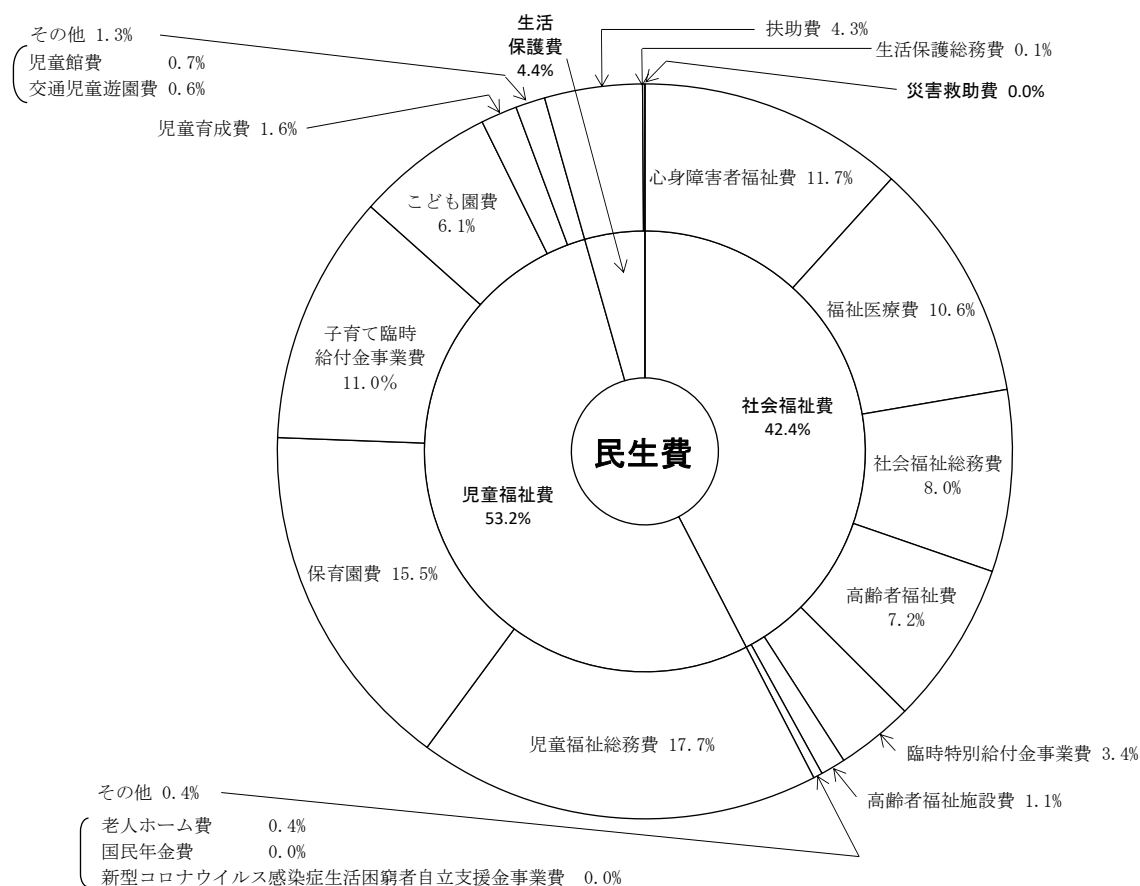 その他 1.3%
児童館費 0.7%
交通児童遊園費 0.6%
児童育成費 1.6%
生活
保護費
4.4%
扶助費 4.3%
生活保護総務費 0.1%
災害救助費 0.0%
心身障害者福祉費 11.7%
こども園費
6.1%
福祉医療費 10.6%
子育て臨時
給付金事業費
11.0%
社会福祉費
42.4%
民生費
社会福祉総務費
8.0%
児童福祉費
53.2%
保育園費 15.5%
高齢者福祉費
7.2%
児童福祉総務費 17.7%
臨時特別給付金事業費 3.4%
高齢者福祉施設費 1.1%
その他 0.4%
老人ホーム費 0.4%
国民年金費 0.0%
新型コロナウイルス感染症生活困窮者自立支援金事業費 0.0%